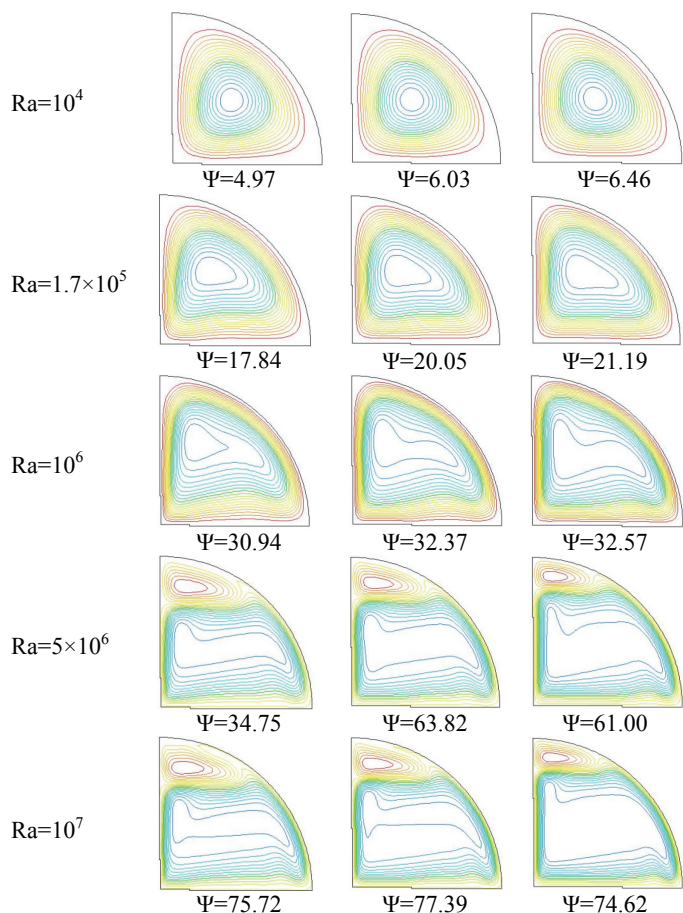 Ra=10⁴
Ψ=4.97 Ψ=6.03 Ψ=6.46
Ra=1.7×10⁵
Ψ=17.84 Ψ=20.05 Ψ=21.19
Ra=10⁶
Ψ=30.94 Ψ=32.37 Ψ=32.57
Ra=5×10⁶
Ψ=34.75 Ψ=63.82 Ψ=61.00
Ra=10⁷
Ψ=75.72 Ψ=77.39 Ψ=74.62